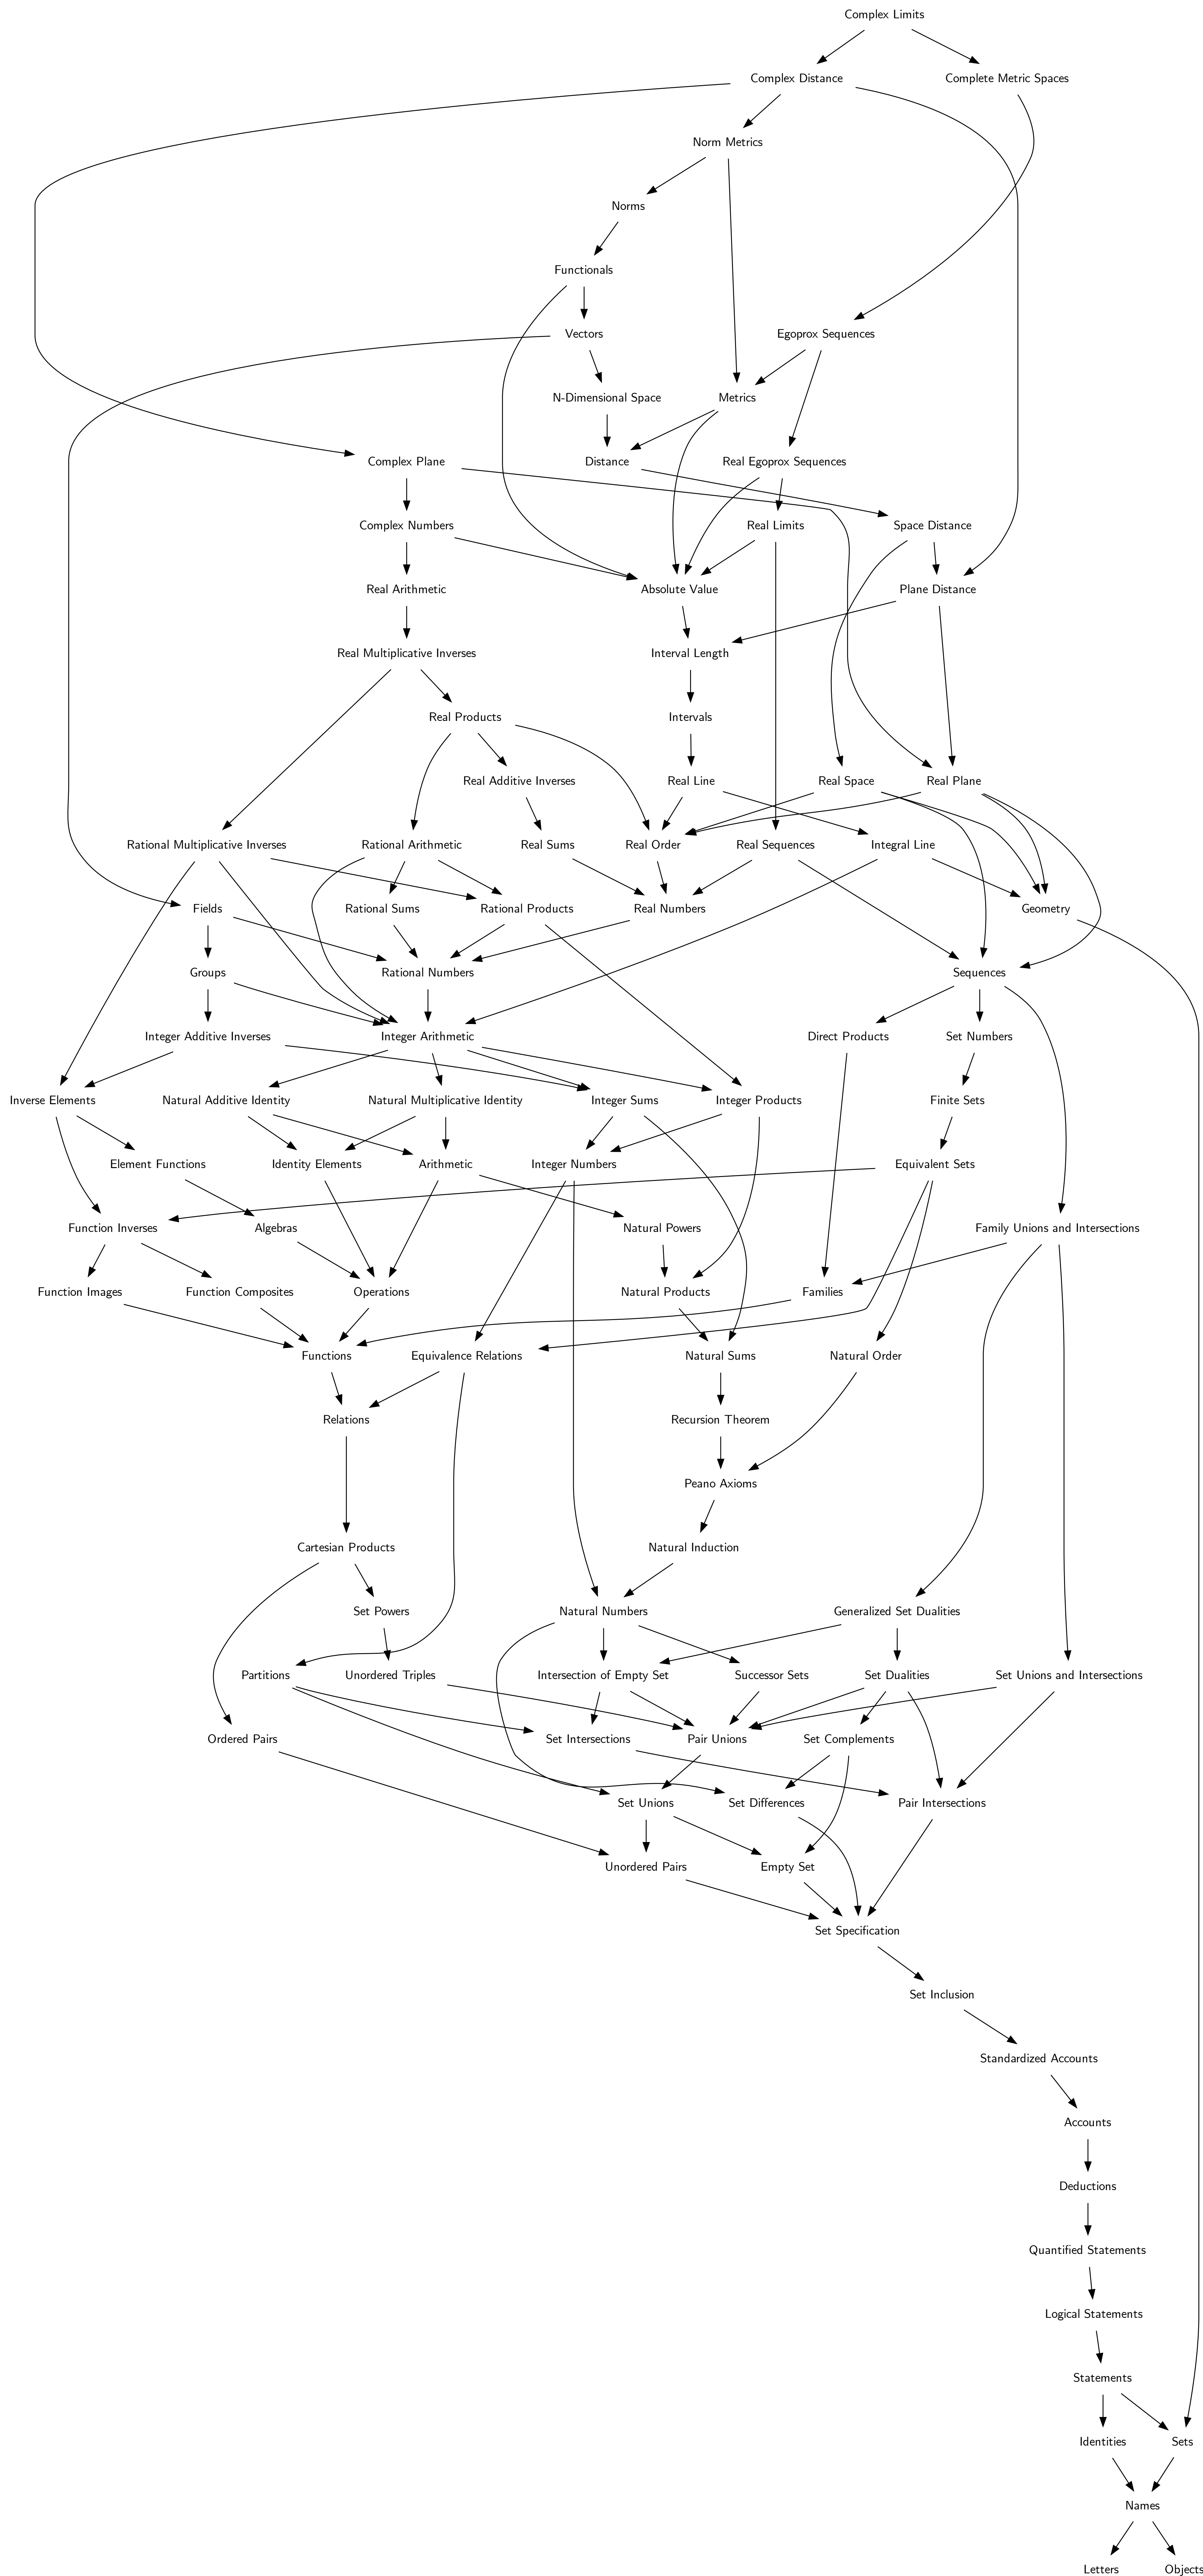 Complex Limits
Complex Distance
Complete Metric Spaces
Norm Metrics
Norms
Functionals
Vectors
Egoprox Sequences
N-Dimensional Space
Metrics
Complex Plane
Distance
Real Egoprox Sequences
Complex Numbers
Real Limits
Space Distance
Real Arithmetic
Absolute Value
Plane Distance
Real Multiplicative Inverses
Interval Length
Real Products
Intervals
Real Additive Inverses
Real Line
Real Space
Real Plane
Rational Multiplicative Inverses
Rational Arithmetic
Real Sums
Real Order
Real Sequences
Integral Line
Fields
Rational Sums
Rational Products
Real Numbers
Geometry
Groups
Rational Numbers
Sequences
Integer Additive Inverses
Integer Arithmetic
Direct Products
Set Numbers
Inverse Elements
Natural Additive Identity
Natural Multiplicative Identity
Integer Sums
Integer Products
Finite Sets
Element Functions
Identity Elements
Arithmetic
Integer Numbers
Equivalent Sets
Function Inverses
Algebras
Natural Powers
Family Unions and Intersections
Function Images
Function Composites
Operations
Natural Products
Families
Functions
Equivalence Relations
Natural Sums
Natural Order
Relations
Recursion Theorem
Peano Axioms
Cartesian Products
Natural Induction
Set Powers
Natural Numbers
Generalized Set Dualities
Partitions
Unordered Triples
Intersection of Empty Set
Successor Sets
Set Dualities
Set Unions and Intersections
Ordered Pairs
Set Intersections
Pair Unions
Set Complements
Set Unions
Set Differences
Pair Intersections
Unordered Pairs
Empty Set
Set Specification
Set Inclusion
Standardized Accounts
Accounts
Deductions
Quantified Statements
Logical Statements
Statements
Identities
Sets
Names
Letters
Objects